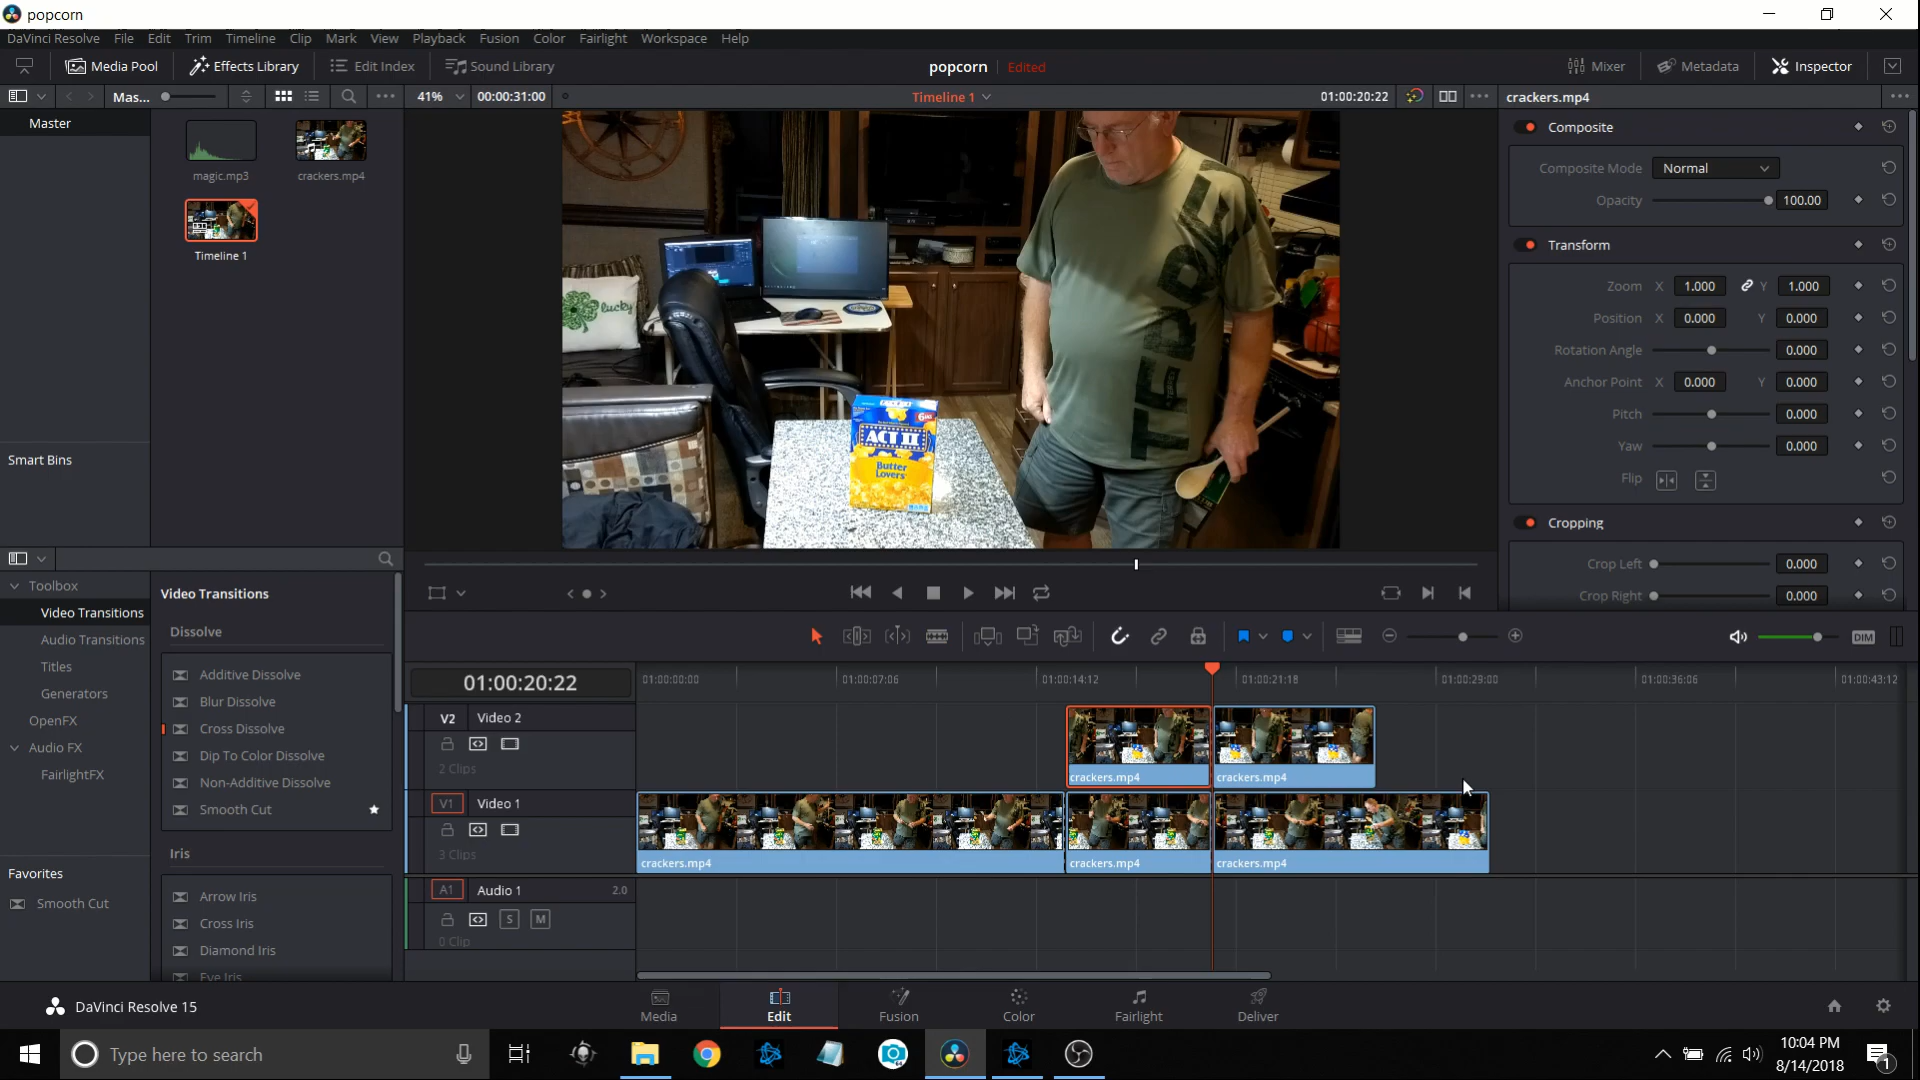 popcorn
DaVinci Resolve File Edit Trim Timeline Clip Mark View Playback Fusion Color Fairlight Workspace Help
Media Pool Effects Library Edit Index Sound Library popcorn Edited Mixer Metadata Inspector
Mas... 41% 00:00:31:00 Timeline 1 01:00:20:22 crackers.mp4
Master
magic.mp3 crackers.mp4
Timeline 1
Smart Bins
Composite
Composite Mode Normal
Opacity 100.00
Transform
Zoom X 1.000 Y 1.000
Position X 0.000 Y 0.000
Rotation Angle 0.000
Anchor Point X 0.000 Y 0.000
Pitch 0.000
Yaw 0.000
Flip
Cropping
Crop Left 0.000
Crop Right 0.000
lucky
ACT II
Butter
Lovers
Toolbox
Video Transitions
Audio Transitions
Titles
Generators
OpenFX
Audio FX
FairlightFX
Favorites
Smooth Cut
Video Transitions
Dissolve
Additive Dissolve
Blur Dissolve
Cross Dissolve
Dip To Color Dissolve
Non-Additive Dissolve
Smooth Cut
Iris
Arrow Iris
Cross Iris
Diamond Iris
Eye Iris
DIM
01:00:20:22 01:00:00:00 01:00:07:06 01:00:14:12 01:00:21:18 01:00:29:00 01:00:36:06 01:00:43:12
V2 Video 2
2 Clips
crackers.mp4 crackers.mp4
V1 Video 1
3 Clips
crackers.mp4 crackers.mp4 crackers.mp4
A1 Audio 1 2.0
S M
0 Clip
DaVinci Resolve 15
Media Edit Fusion Color Fairlight Deliver
Type here to search
10:04 PM
8/14/2018
1